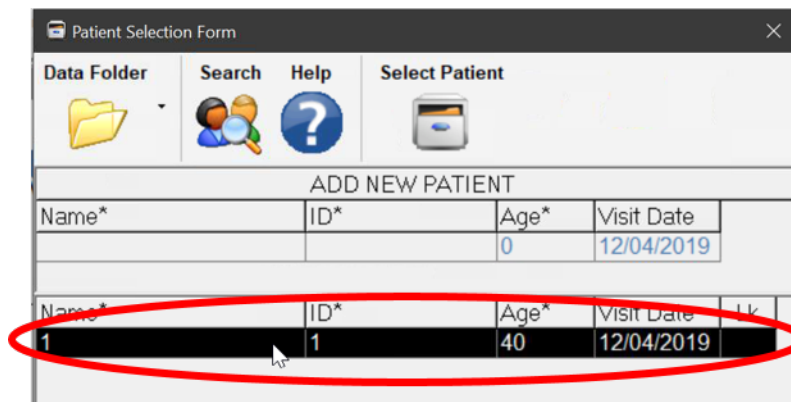 Patient Selection Form
Data Folder Search Help Select Patient
ADD NEW PATIENT
Name* ID* Age* Visit Date
0 12/04/2019
Name* ID* Age* Visit Date Lk
1 1 40 12/04/2019